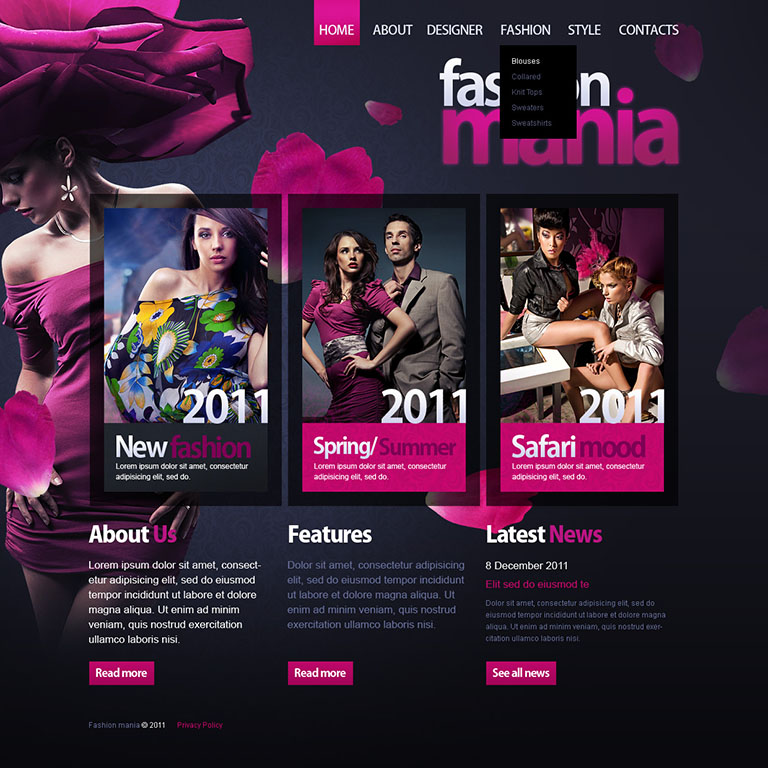 HOME ABOUT DESIGNER FASHION STYLE CONTACTS
Blouses
Collared
Knit Tops
Sweaters
Sweatshirts
fashion
mania
2011
New fashion
Lorem ipsum dolor sit amet, consectetur
adipisicing elit, sed do.
2011
Spring/Summer
Lorem ipsum dolor sit amet, consectetur
adipisicing elit, sed do.
2011
Safari mood
Lorem ipsum dolor sit amet, consectetur
adipisicing elit, sed do.
About Us
Lorem ipsum dolor sit amet, consect-
etur adipisicing elit, sed do eiusmod
tempor incididunt ut labore et dolore
magna aliqua. Ut enim ad minim
veniam, quis nostrud exercitation
ullamco laboris nisi.
Read more
Features
Dolor sit amet, consectetur adipisicing
elit, sed do eiusmod tempor incididunt
ut labore et dolore magna aliqua. Ut
enim ad minim veniam, quis nostrud
exercitation ullamco laboris nisi.
Read more
Latest News
8 December 2011
Elit sed do eiusmod te
Dolor sit amet, consectetur adipisicing elit, sed do
eiusmod tempor incididunt ut labore et dolore magna
aliqua. Ut enim ad minim veniam, quis nostrud exer-
citation ullamco laboris nisi.
See all news
Fashion mania © 2011 Privacy Policy